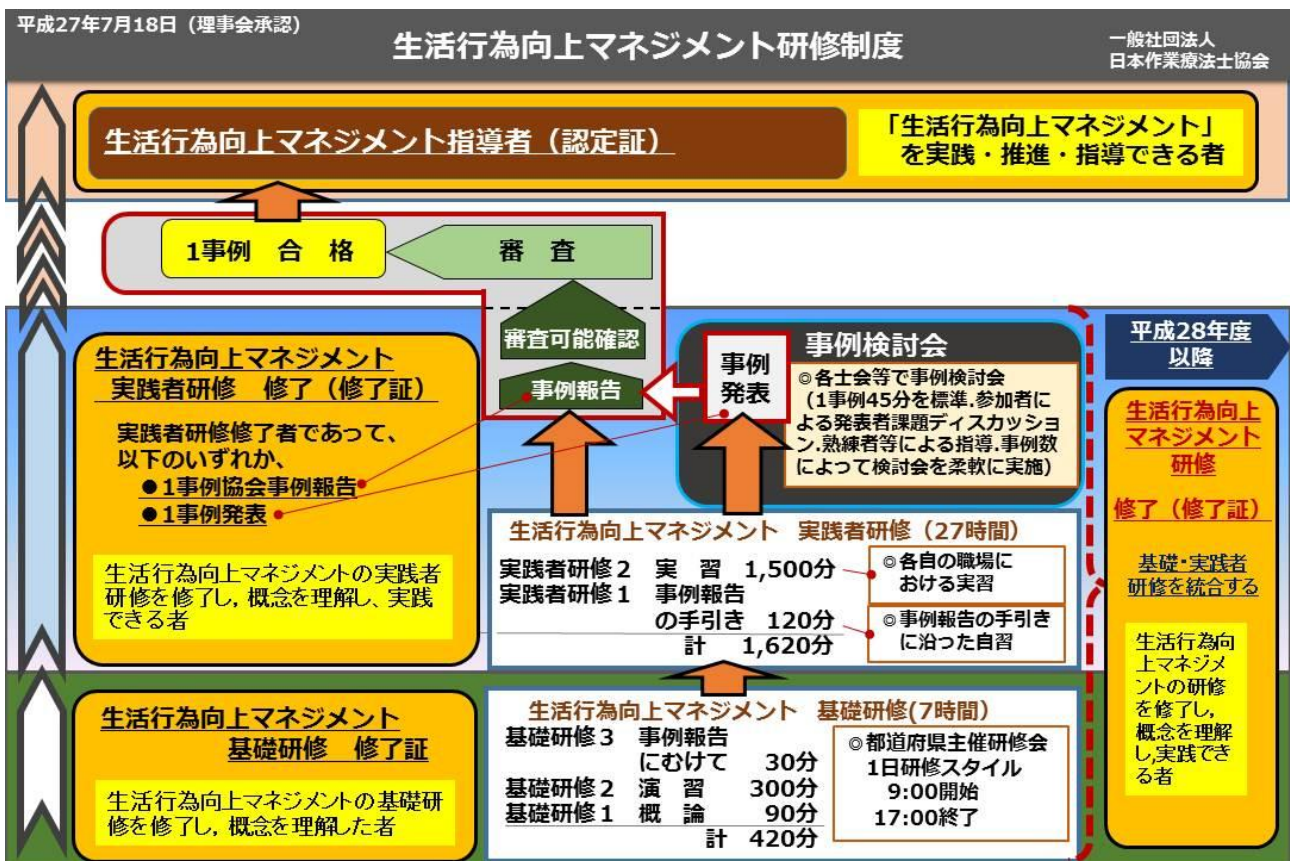 平成27年7月18日（理事会承認）
生活行為向上マネジメント研修制度
一般社団法人
日本作業療法士協会
生活行為向上マネジメント指導者（認定証）
「生活行為向上マネジメント」
を実践・推進・指導できる者
1事例　合　格
審　査
審査可能確認
事例報告
事例
発表
事例検討会
◎各士会等で事例検討会
(1事例45分を標準.参加者に
よる発表者課題ディスカッショ
ン.熟練者等による指導.事例数
によって検討会を柔軟に実施)
生活行為向上マネジメント
実践者研修　修了（修了証）
実践者研修修了者であって、
以下のいずれか、
●1事例協会事例報告
●1事例発表
生活行為向上マネジメントの実践者
研修を修了し，概念を理解し、実践
できる者
生活行為向上マネジメント　実践者研修（27時間）
実践者研修２　実　習　1,500分
実践者研修１　事例報告
の手引き　120分
計　1,620分
◎各自の職場に
おける実習
◎事例報告の手引き
に沿った自習
生活行為向上マネジメント
基礎研修　修了証
生活行為向上マネジメントの基礎研
修を修了し，概念を理解した者
生活行為向上マネジメント　基礎研修(7時間）
基礎研修３　事例報告
にむけて　30分
基礎研修２　演　習　300分
基礎研修１　概　論　90分
計　420分
◎都道府県主催研修会
1日研修スタイル
9:00開始
17:00終了
平成28年度
以降
生活行為向上
マネジメント
研修
修了（修了証）
基礎・実践者
研修を統合する
生活行為向
上マネジメ
ントの研修
を修了し，
概念を理解
し,実践でき
る者